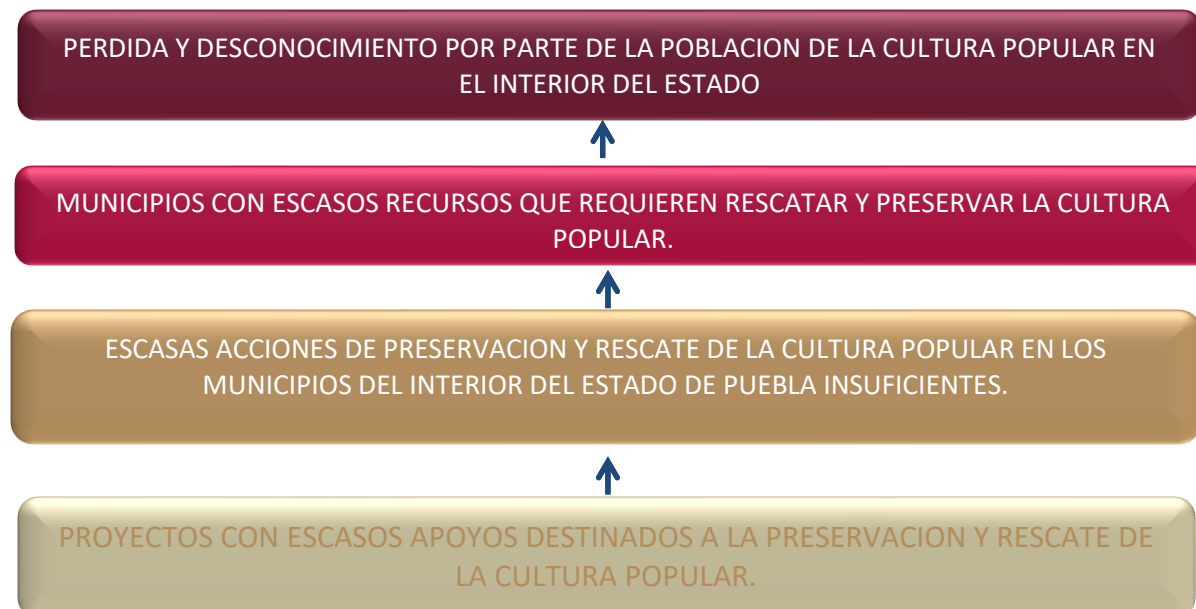 PERDIDA Y DESCONOCIMIENTO POR PARTE DE LA POBLACION DE LA CULTURA POPULAR EN
EL INTERIOR DEL ESTADO
MUNICIPIOS CON ESCASOS RECURSOS QUE REQUIEREN RESCATAR Y PRESERVAR LA CULTURA
POPULAR.
ESCASAS ACCIONES DE PRESERVACION Y RESCATE DE LA CULTURA POPULAR EN LOS
MUNICIPIOS DEL INTERIOR DEL ESTADO DE PUEBLA INSUFICIENTES.
PROYECTOS CON ESCASOS APOYOS DESTINADOS A LA PRESERVACION Y RESCATE DE
LA CULTURA POPULAR.